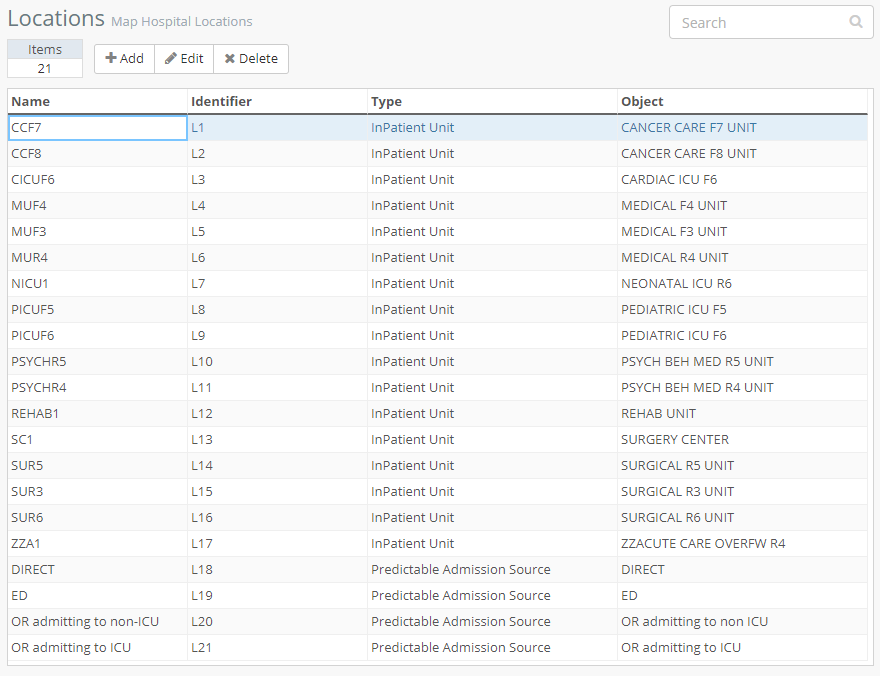 Locations Map Hospital Locations
Search
Items
21
Add Edit Delete
Name Identifier Type Object
CCF7 L1 InPatient Unit CANCER CARE F7 UNIT
CCF8 L2 InPatient Unit CANCER CARE F8 UNIT
CICUF6 L3 InPatient Unit CARDIAC ICU F6
MUF4 L4 InPatient Unit MEDICAL F4 UNIT
MUF3 L5 InPatient Unit MEDICAL F3 UNIT
MUR4 L6 InPatient Unit MEDICAL R4 UNIT
NICU1 L7 InPatient Unit NEONATAL ICU R6
PICUF5 L8 InPatient Unit PEDIATRIC ICU F5
PICUF6 L9 InPatient Unit PEDIATRIC ICU F6
PSYCHR5 L10 InPatient Unit PSYCH BEH MED R5 UNIT
PSYCHR4 L11 InPatient Unit PSYCH BEH MED R4 UNIT
REHAB1 L12 InPatient Unit REHAB UNIT
SC1 L13 InPatient Unit SURGERY CENTER
SUR5 L14 InPatient Unit SURGICAL R5 UNIT
SUR3 L15 InPatient Unit SURGICAL R3 UNIT
SUR6 L16 InPatient Unit SURGICAL R6 UNIT
ZZA1 L17 InPatient Unit ZZACUTE CARE OVERFW R4
DIRECT L18 Predictable Admission Source DIRECT
ED L19 Predictable Admission Source ED
OR admitting to non-ICU L20 Predictable Admission Source OR admitting to non ICU
OR admitting to ICU L21 Predictable Admission Source OR admitting to ICU